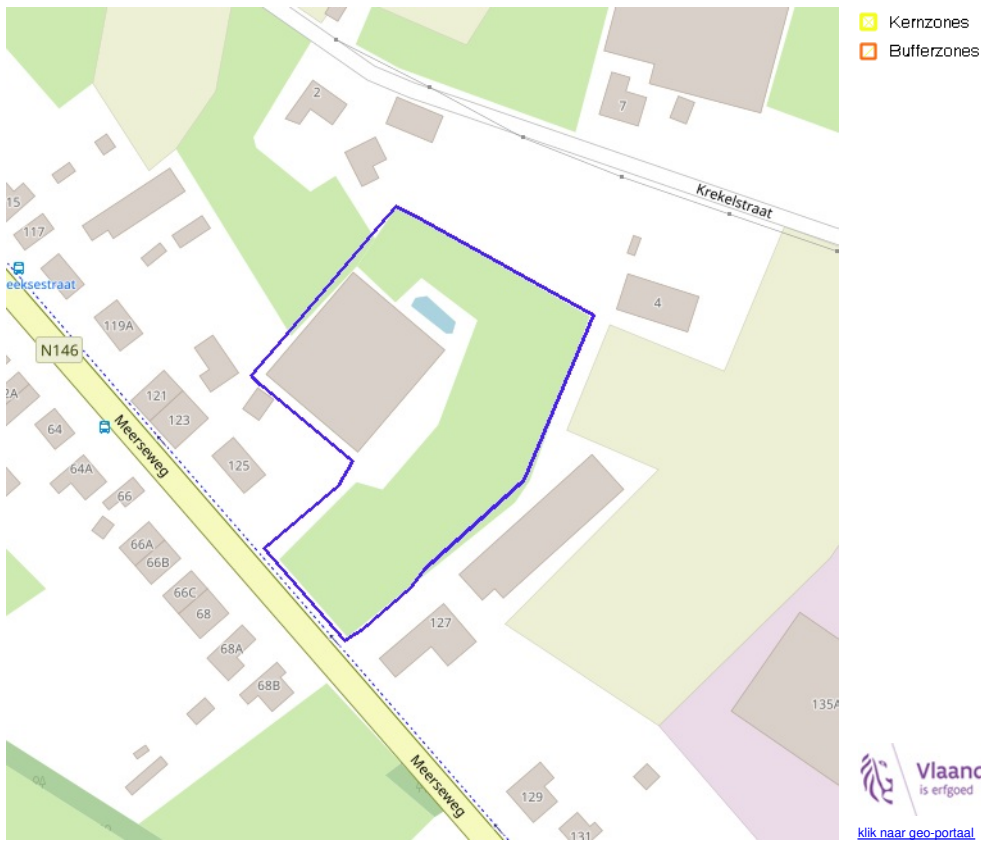 Kernzones
Bufferzones
2
7
Krekelstraat
15
117
eeksestraat
119A
4
N146
2A
121
123
64
Meerseweg
64A
125
66
66A
66B
66C
68
127
68A
68B
135A
Meerseweg
129
131
Vlaand
is erfgoed
klik naar geo-portaal